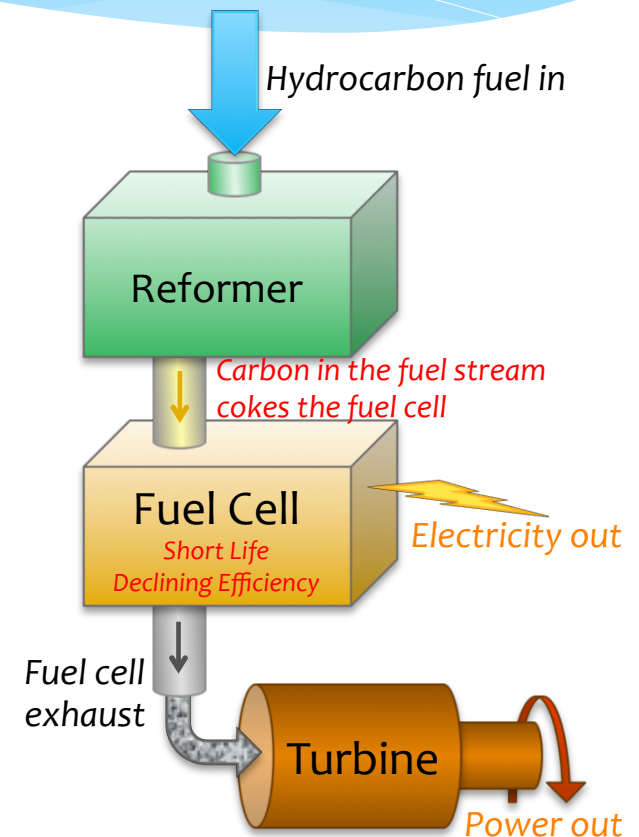 Hydrocarbon fuel in
Reformer
Carbon in the fuel stream
cokes the fuel cell
Fuel Cell
Short Life
Declining Efficiency
Electricity out
Fuel cell
exhaust
Turbine
Power out